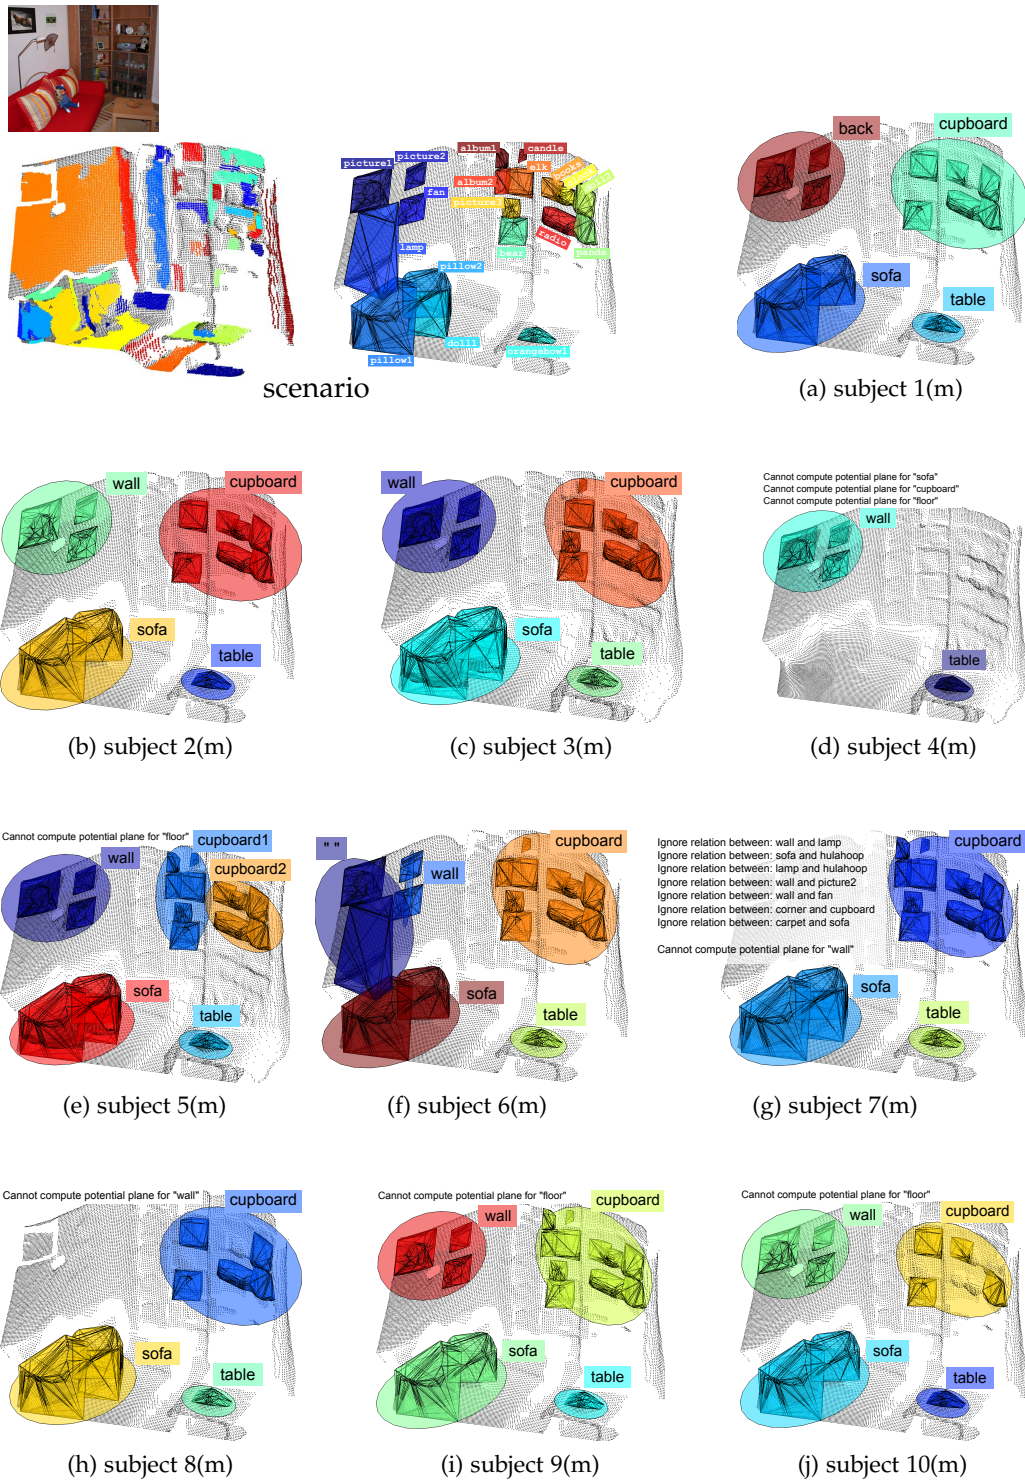 album1
candle
picture1
picture2
elk
books
album2
fan
picture3
radio
lamp
bear
panda
pillow2
doll1
orangebowl
pillow1
scenario
back
cupboard
sofa
table
(a) subject 1(m)
wall
cupboard
sofa
table
(b) subject 2(m)
wall
cupboard
sofa
table
(c) subject 3(m)
Cannot compute potential plane for "sofa"
Cannot compute potential plane for "cupboard"
Cannot compute potential plane for "floor"
wall
table
(d) subject 4(m)
Cannot compute potential plane for "floor"
cupboard1
wall
cupboard2
sofa
table
(e) subject 5(m)
" "
wall
cupboard
sofa
table
(f) subject 6(m)
Ignore relation between: wall and lamp
Ignore relation between: sofa and hulahoop
Ignore relation between: lamp and hulahoop
Ignore relation between: wall and picture2
Ignore relation between: wall and fan
Ignore relation between: corner and cupboard
Ignore relation between: carpet and sofa
Cannot compute potential plane for "wall"
cupboard
sofa
table
(g) subject 7(m)
Cannot compute potential plane for "wall"
cupboard
sofa
table
(h) subject 8(m)
Cannot compute potential plane for "floor"
wall
cupboard
sofa
table
(i) subject 9(m)
Cannot compute potential plane for "floor"
wall
cupboard
sofa
table
(j) subject 10(m)